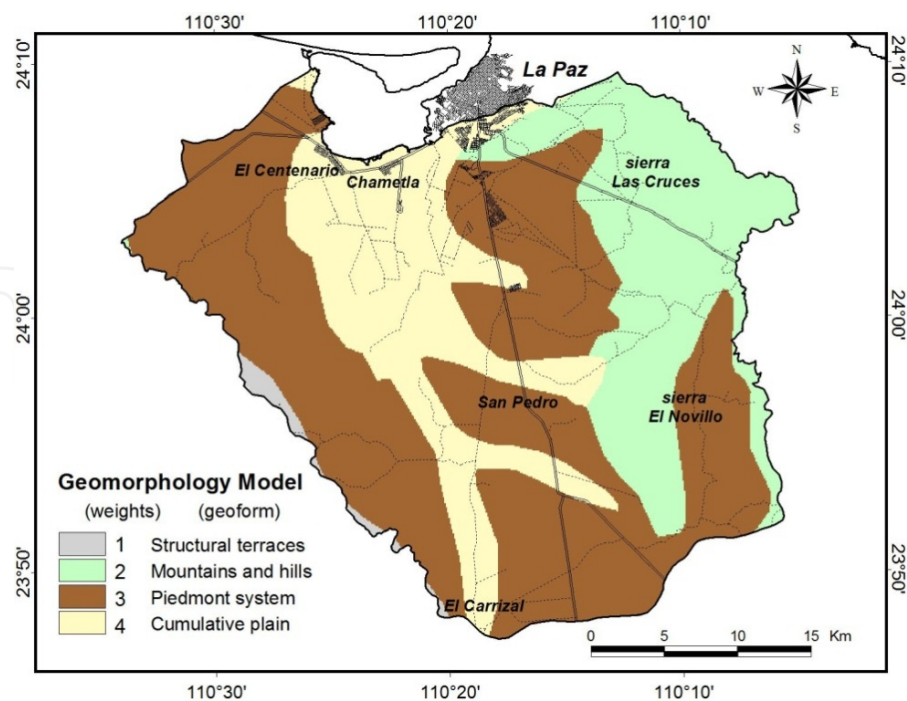 110°30' 110°20' 110°10'
24°10' 24°10'
La Paz
N
W E
S
sierra
Las Cruces
El Centenario
Chametla
24°00' 24°00'
San Pedro
sierra
El Novillo
Geomorphology Model
(weights) (geoform)
1 Structural terraces
2 Mountains and hills
3 Piedmont system
4 Cumulative plain
23°50' 23°50'
El Carrizal
0 5 10 15 Km
110°30' 110°20' 110°10'